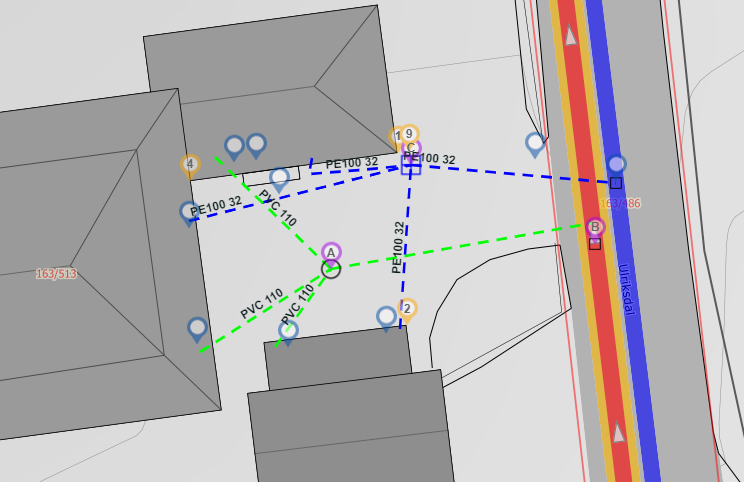 1 9
C
PE100 32
PE100 32
4
PE100 32
PVC 110
163/486
B
PE100 32
A
163/513
PVC 110
PVC 110
2
Ulriksdal